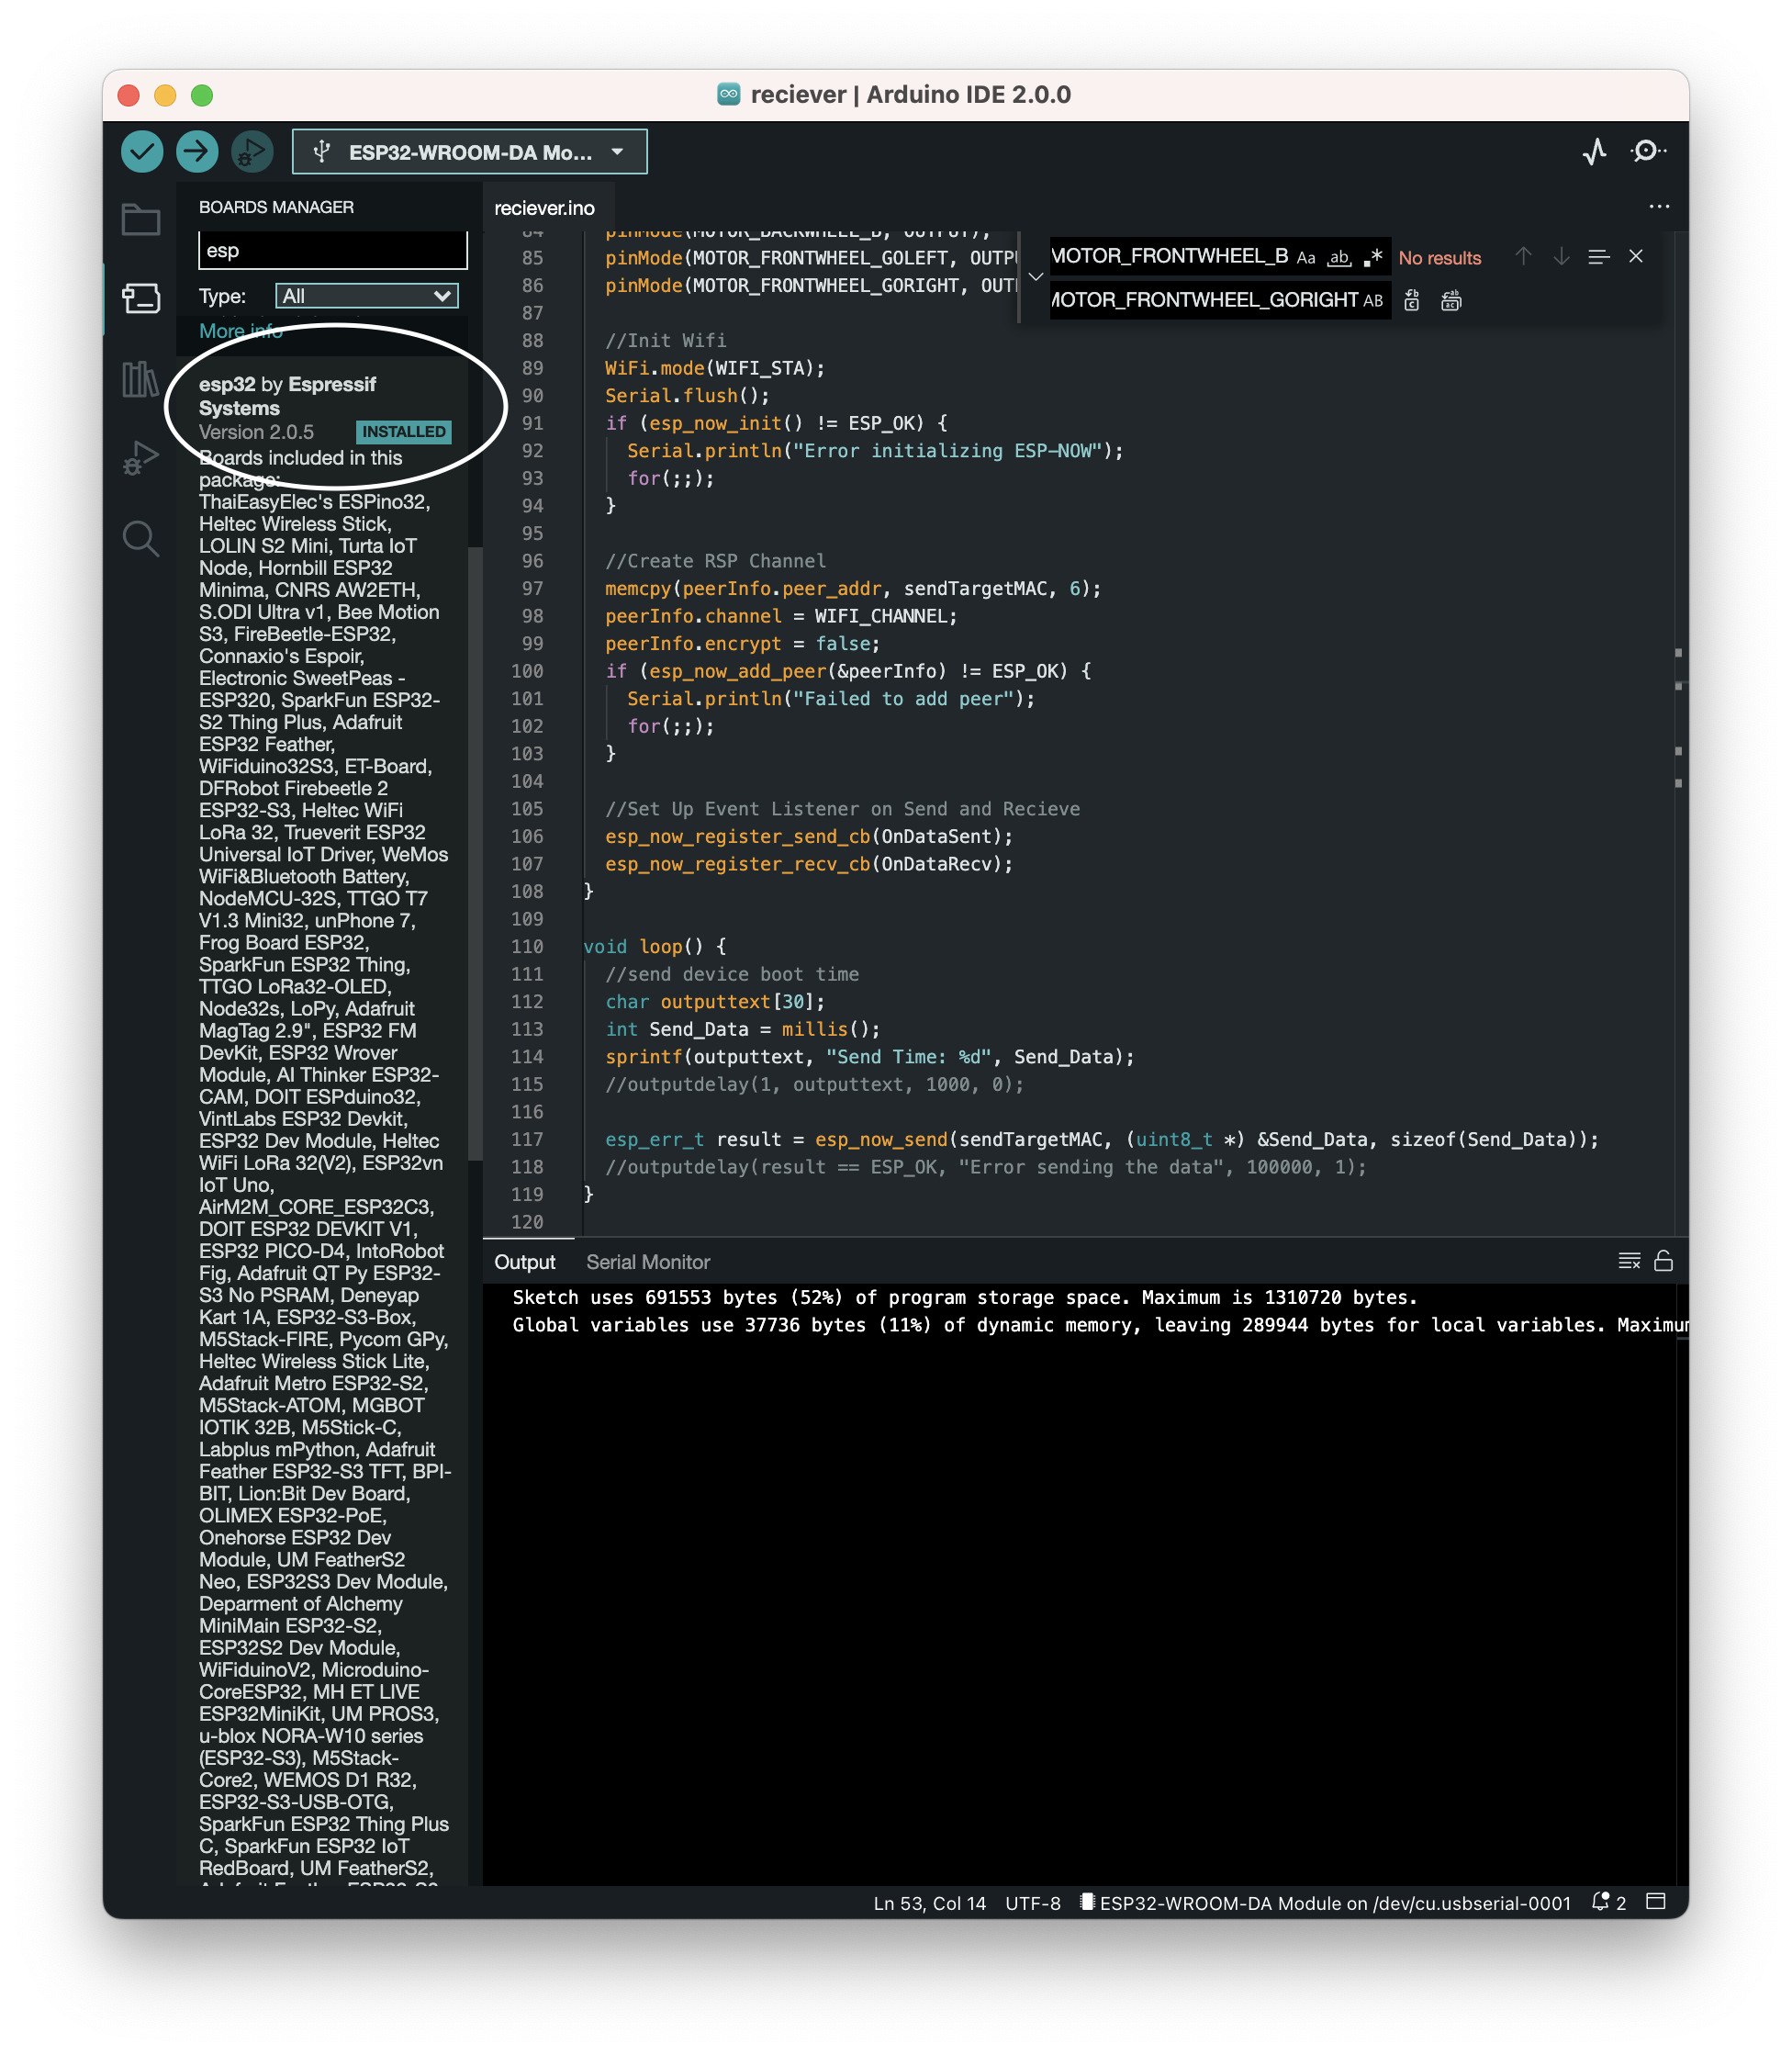 reciever | Arduino IDE 2.0.0
ESP32-WROOM-DA Mo...
BOARDS MANAGER
esp
Type: All
More info
esp32 by Espressif
Systems
Version 2.0.5 INSTALLED
Boards included in this
package:
ThaiEasyElec's ESPino32,
Heltec Wireless Stick,
LOLIN S2 Mini, Turta IoT
Node, Hornbill ESP32
Minima, CNRS AW2ETH,
S.ODI Ultra v1, Bee Motion
S3, FireBeetle-ESP32,
Connaxio's Espoir,
Electronic SweetPeas -
ESP320, SparkFun ESP32-
S2 Thing Plus, Adafruit
ESP32 Feather,
WiFiduino32S3, ET-Board,
DFRobot Firebeetle 2
ESP32-S3, Heltec WiFi
LoRa 32, Trueverit ESP32
Universal IoT Driver, WeMos
WiFi&Bluetooth Battery,
NodeMCU-32S, TTGO T7
V1.3 Mini32, unPhone 7,
Frog Board ESP32,
SparkFun ESP32 Thing,
TTGO LoRa32-OLED,
Node32s, LoPy, Adafruit
MagTag 2.9", ESP32 FM
DevKit, ESP32 Wrover
Module, AI Thinker ESP32-
CAM, DOIT ESPduino32,
VintLabs ESP32 Devkit,
ESP32 Dev Module, Heltec
WiFi LoRa 32(V2), ESP32vn
IoT Uno,
AirM2M_CORE_ESP32C3,
DOIT ESP32 DEVKIT V1,
ESP32 PICO-D4, IntoRobot
Fig, Adafruit QT Py ESP32-
S3 No PSRAM, Deneyap
Kart 1A, ESP32-S3-Box,
M5Stack-FIRE, Pycom GPy,
Heltec Wireless Stick Lite,
Adafruit Metro ESP32-S2,
M5Stack-ATOM, MGBOT
IOTIK 32B, M5Stick-C,
Labplus mPython, Adafruit
Feather ESP32-S3 TFT, BPI-
BIT, Lion:Bit Dev Board,
OLIMEX ESP32-PoE,
Onehorse ESP32 Dev
Module, UM FeatherS2
Neo, ESP32S3 Dev Module,
Deparment of Alchemy
MiniMain ESP32-S2,
ESP32S2 Dev Module,
WiFiduinoV2, Microduino-
CoreESP32, MH ET LIVE
ESP32MiniKit, UM PROS3,
u-blox NORA-W10 series
(ESP32-S3), M5Stack-
Core2, WEMOS D1 R32,
ESP32-S3-USB-OTG,
SparkFun ESP32 Thing Plus
C, SparkFun ESP32 IoT
RedBoard, UM FeatherS2,
reciever.ino
MOTOR_FRONTWHEEL_B Aa ab .* No results
MOTOR_FRONTWHEEL_GORIGHT AB
84 pinMode(MOTOR_BACKWHEEL_B, OUTPUT);
85 pinMode(MOTOR_FRONTWHEEL_GOLEFT, OUTPU
86 pinMode(MOTOR_FRONTWHEEL_GORIGHT, OUT
87
88 //Init Wifi
89 WiFi.mode(WIFI_STA);
90 Serial.flush();
91 if (esp_now_init() != ESP_OK) {
92 Serial.println("Error initializing ESP-NOW");
93 for(;;);
94 }
95
96 //Create RSP Channel
97 memcpy(peerInfo.peer_addr, sendTargetMAC, 6);
98 peerInfo.channel = WIFI_CHANNEL;
99 peerInfo.encrypt = false;
100 if (esp_now_add_peer(&peerInfo) != ESP_OK) {
101 Serial.println("Failed to add peer");
102 for(;;);
103 }
104
105 //Set Up Event Listener on Send and Recieve
106 esp_now_register_send_cb(OnDataSent);
107 esp_now_register_recv_cb(OnDataRecv);
108 }
109
110 void loop() {
111 //send device boot time
112 char outputtext[30];
113 int Send_Data = millis();
114 sprintf(outputtext, "Send Time: %d", Send_Data);
115 //outputdelay(1, outputtext, 1000, 0);
116
117 esp_err_t result = esp_now_send(sendTargetMAC, (uint8_t *) &Send_Data, sizeof(Send_Data));
118 //outputdelay(result == ESP_OK, "Error sending the data", 100000, 1);
119 }
120
Output Serial Monitor
Sketch uses 691553 bytes (52%) of program storage space. Maximum is 1310720 bytes.
Global variables use 37736 bytes (11%) of dynamic memory, leaving 289944 bytes for local variables. Maximum
Ln 53, Col 14 UTF-8 ESP32-WROOM-DA Module on /dev/cu.usbserial-0001 2